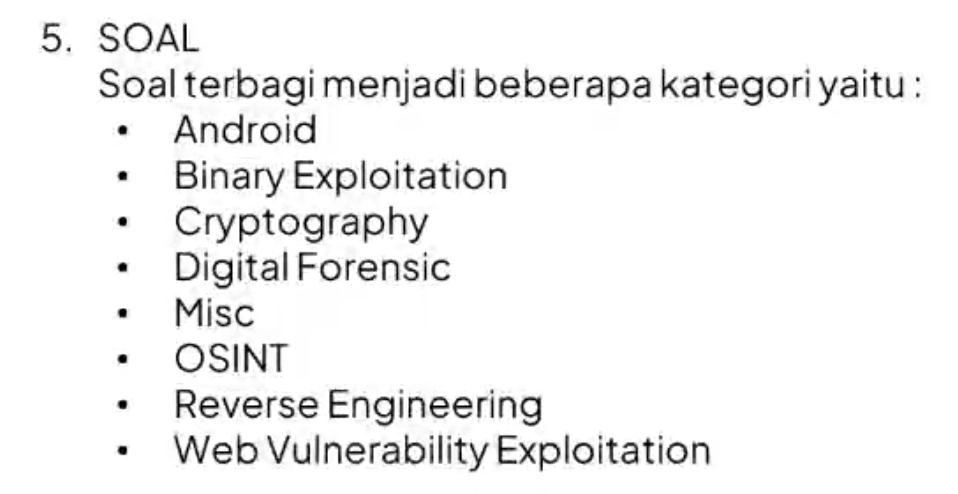 5. SOAL
Soal terbagi menjadi beberapa kategori yaitu :
• Android
• Binary Exploitation
• Cryptography
• Digital Forensic
• Misc
• OSINT
• Reverse Engineering
• Web Vulnerability Exploitation